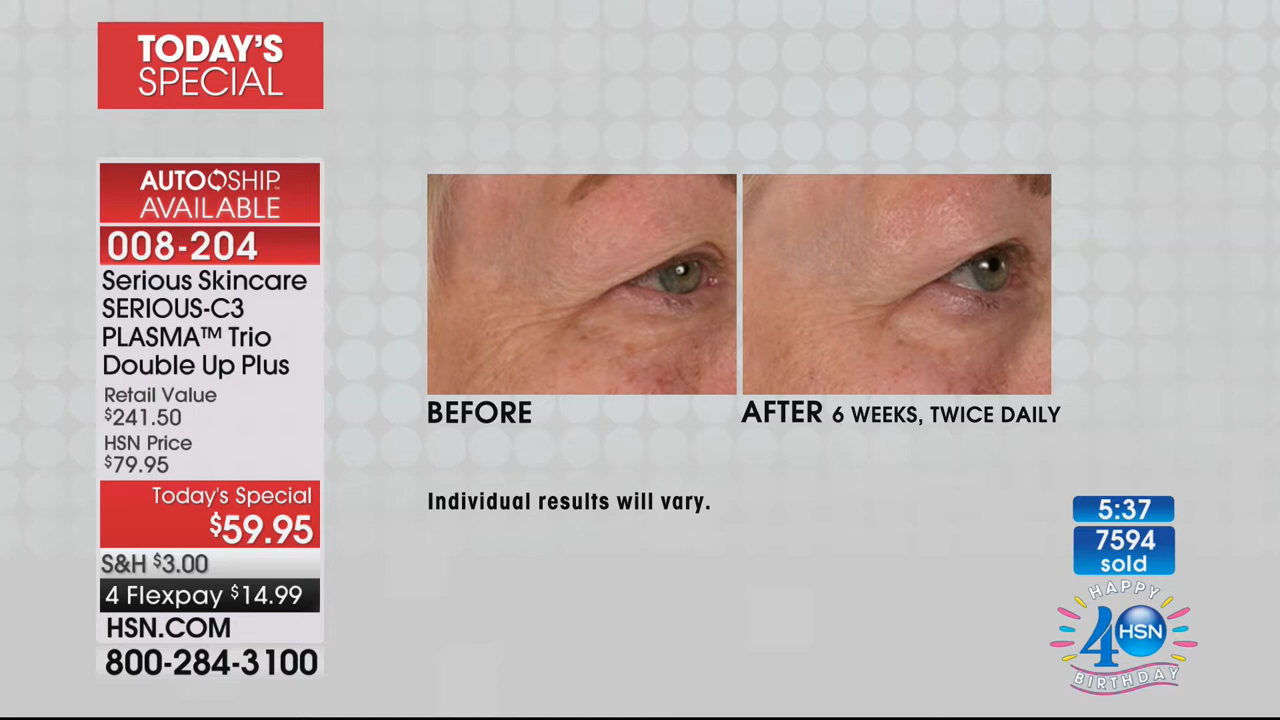 TODAY'S
SPECIAL
AUTO SHIP™
AVAILABLE
008-204
Serious Skincare
SERIOUS-C3
PLASMA™ Trio
Double Up Plus
Retail Value
$241.50
HSN Price
$79.95
Today's Special
$59.95
S&H $3.00
4 Flexpay $14.99
HSN.COM
800-284-3100
BEFORE
AFTER 6 WEEKS, TWICE DAILY
Individual results will vary.
5:37
7594
sold
HAPPY
40 HSN
BIRTHDAY